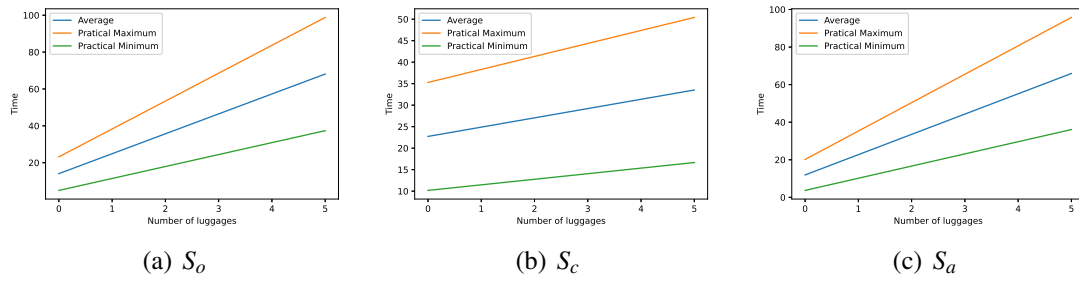 100
80
60
40
20
Time
Average
Pratical Maximum
Practical Minimum
0 1 2 3 4 5
Number of luggages
(a) S_o
50
45
40
35
30
25
20
15
10
Time
Average
Pratical Maximum
Practical Minimum
0 1 2 3 4 5
Number of luggages
(b) S_c
100
80
60
40
20
0
Time
Average
Pratical Maximum
Practical Minimum
0 1 2 3 4 5
Number of luggages
(c) S_a